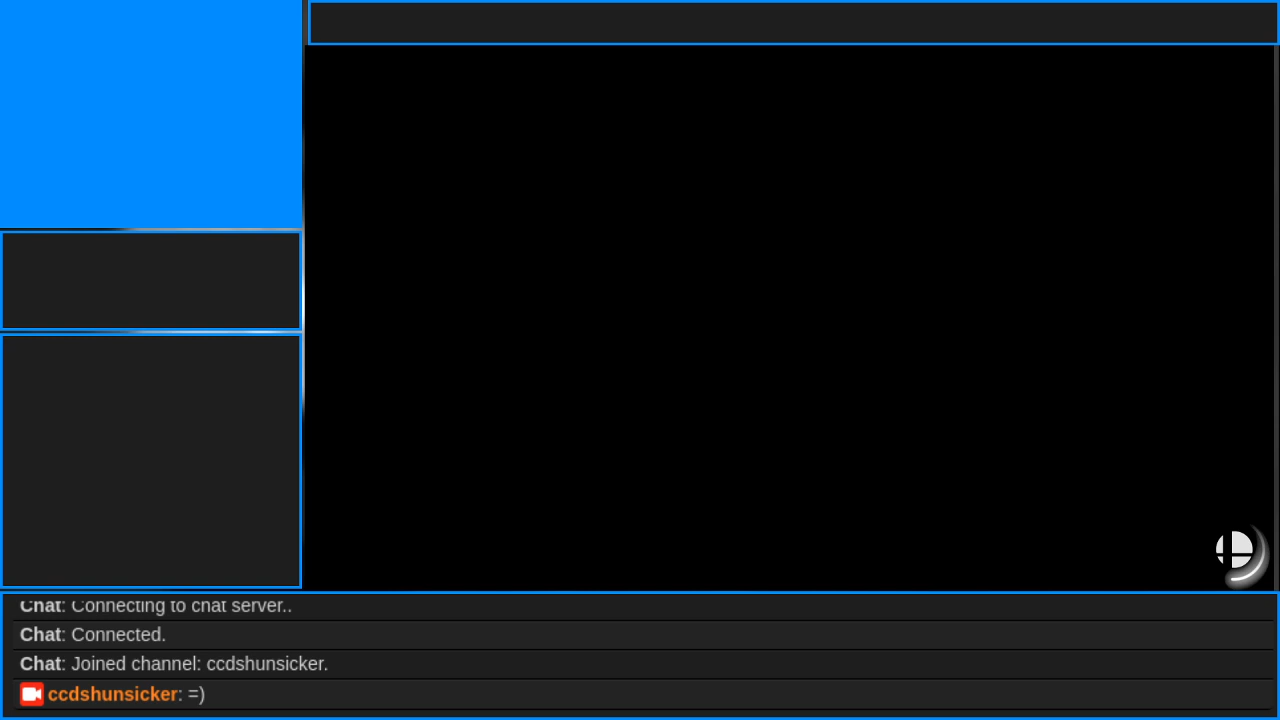 Chat: Connecting to chat server..
Chat: Connected.
Chat: Joined channel: ccdshunsicker.
ccdshunsicker: =)